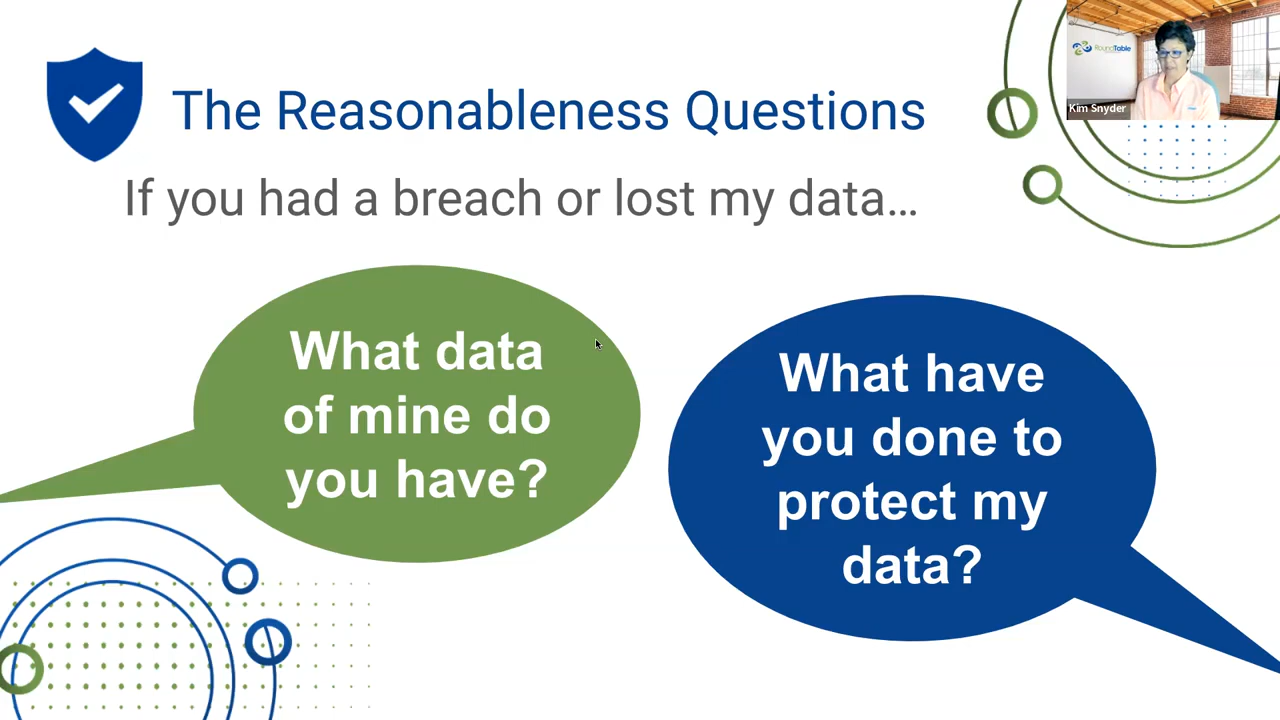 The Reasonableness Questions
If you had a breach or lost my data…
What data
of mine do
you have?
What have
you done to
protect my
data?
RoundTable
Kim Snyder